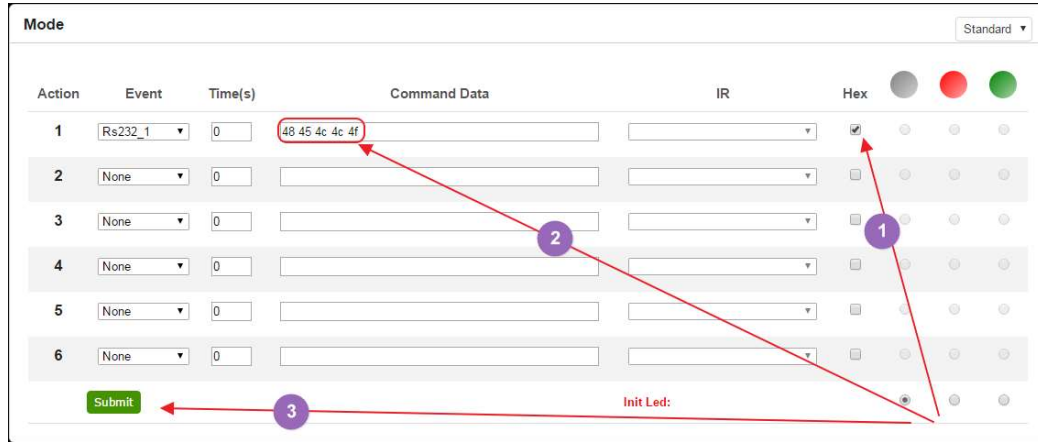 Mode Standard
Action Event Time(s) Command Data IR Hex
1 Rs232_1 0 48 45 4c 4c 4f
2 None 0
3 None 0
2 1
4 None 0
5 None 0
6 None 0
Submit 3 Init Led: